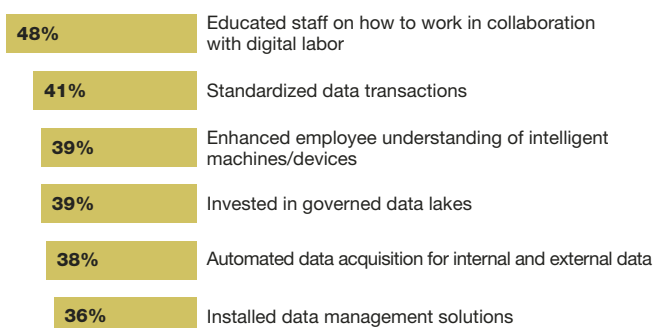 48%
Educated staff on how to work in collaboration
with digital labor
41%
Standardized data transactions
39%
Enhanced employee understanding of intelligent
machines/devices
39%
Invested in governed data lakes
38%
Automated data acquisition for internal and external data
36%
Installed data management solutions